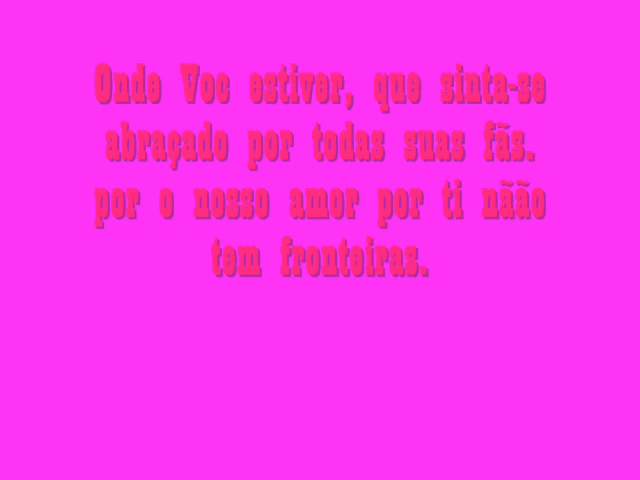 Onde Voc estiver, que sinta-se
abraçado por todas suas fãs.
por o nosso amor por ti nãão
tem fronteiras.